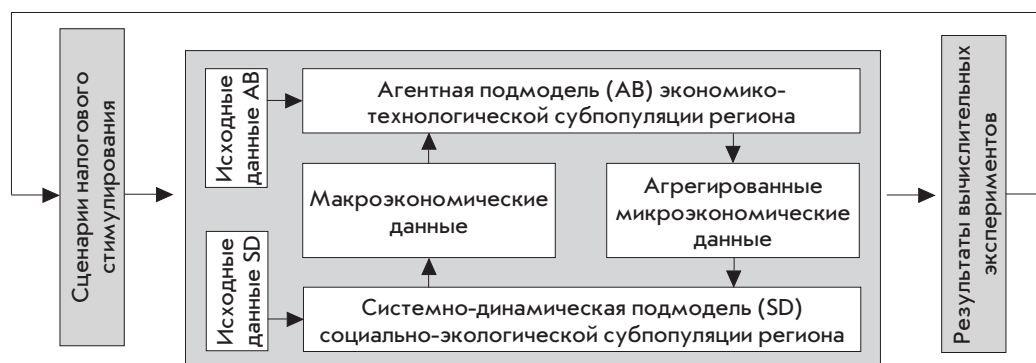 Сценарии налогового
стимулирования
Исходные
данные AB
Агентная подмодель (AB) экономико-
технологической субпопуляции региона
Макроэкономические
данные
Агрегированные
микроэкономические
данные
Исходные
данные SD
Системно-динамическая подмодель (SD)
социально-экологической субпопуляции региона
Результаты вычислительных
экспериментов